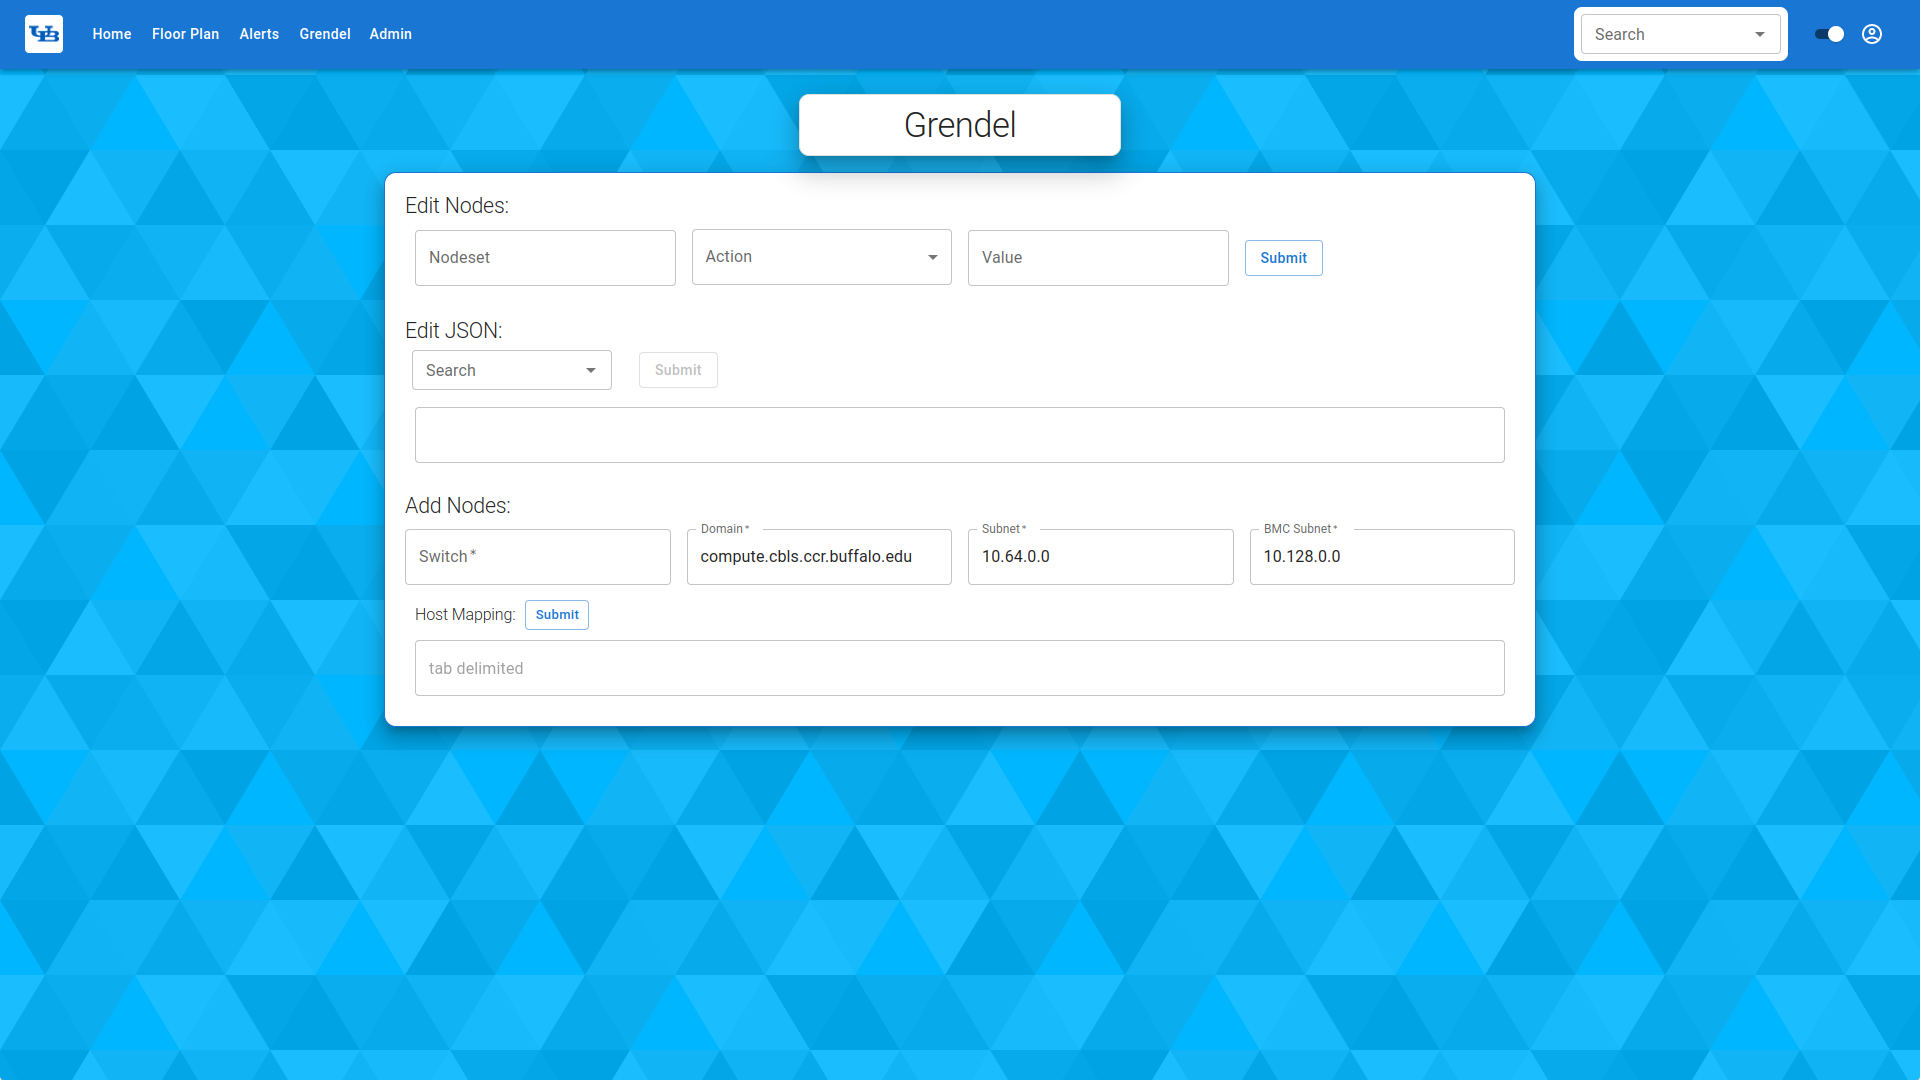 UB
Home
Floor Plan
Alerts
Grendel
Admin
Search
Grendel
Edit Nodes:
Nodeset
Action
Value
Submit
Edit JSON:
Search
Submit
Add Nodes:
Switch *
Domain *
compute.cbls.ccr.buffalo.edu
Subnet *
10.64.0.0
BMC Subnet *
10.128.0.0
Host Mapping:
Submit
tab delimited